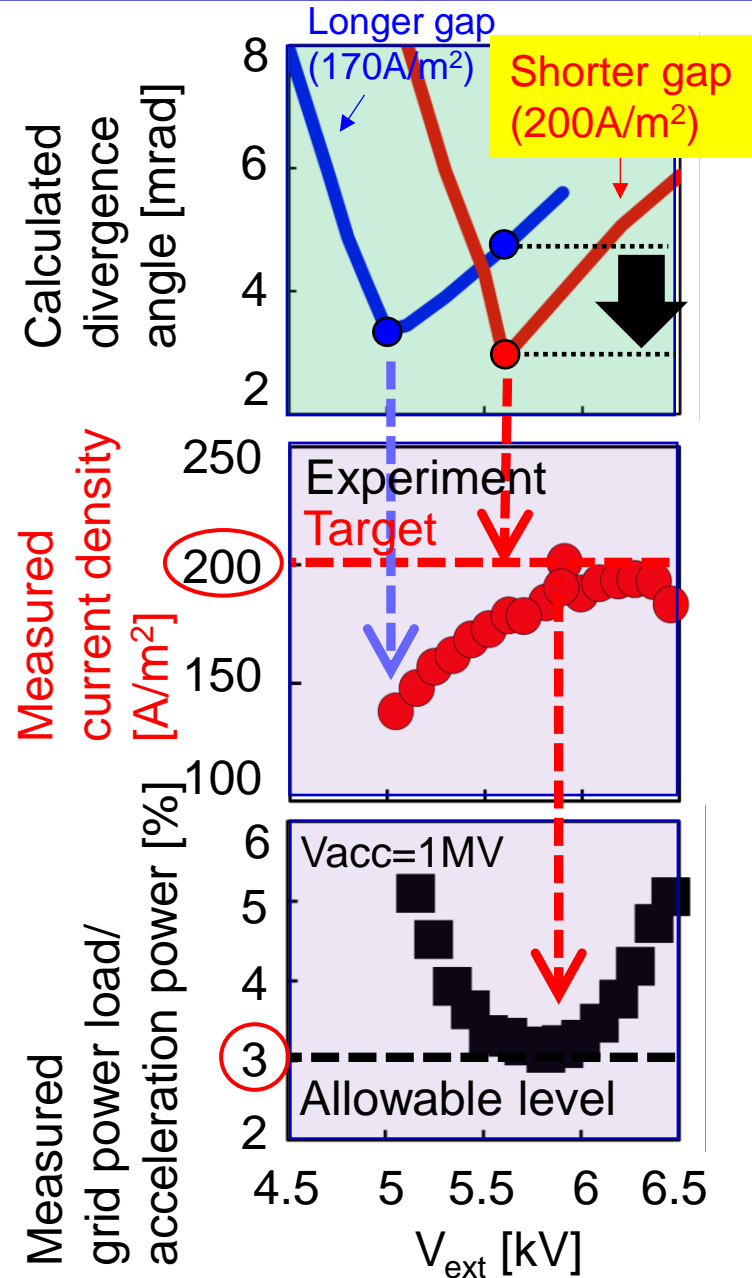 Longer gap
(170A/m²)
Shorter gap
(200A/m²)
Calculated
divergence
angle [mrad]
8
6
4
2
Measured
current density
[A/m²]
250
200
150
100
Experiment
Target
Measured
grid power load/
acceleration power [%]
6
5
4
3
2
Vacc=1MV
Allowable level
4.5 5 5.5 6 6.5
V_ext [kV]